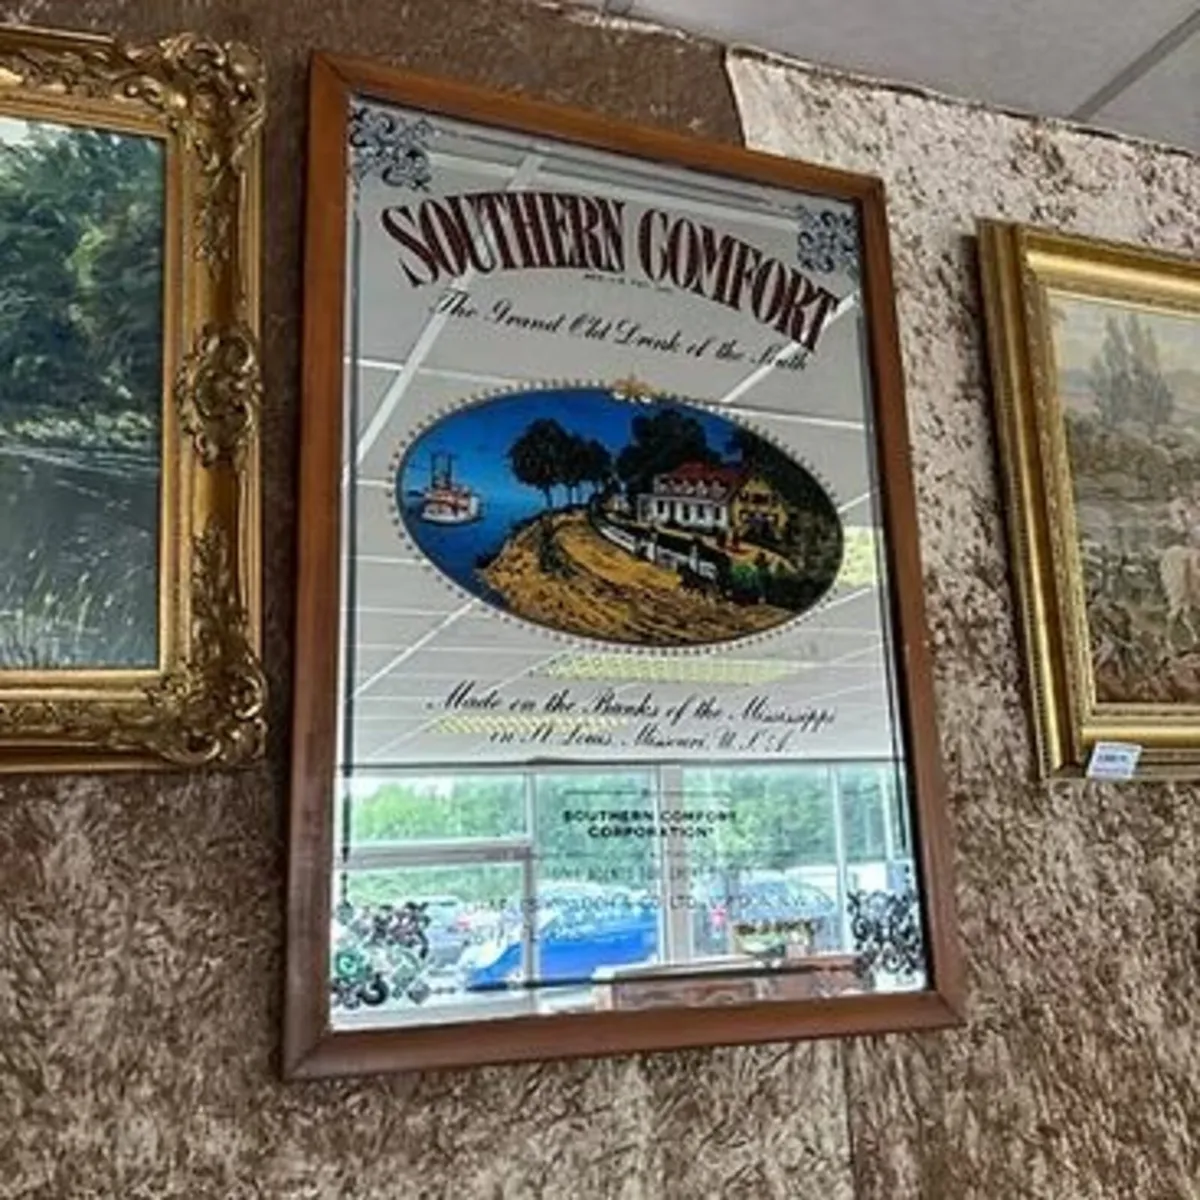 SOUTHERN COMFORT
The Grand Old Drink of the South
Made on the Banks of the Mississippi
in St. Louis, Missouri, U.S.A.
SOUTHERN COMFORT
CORPORATION